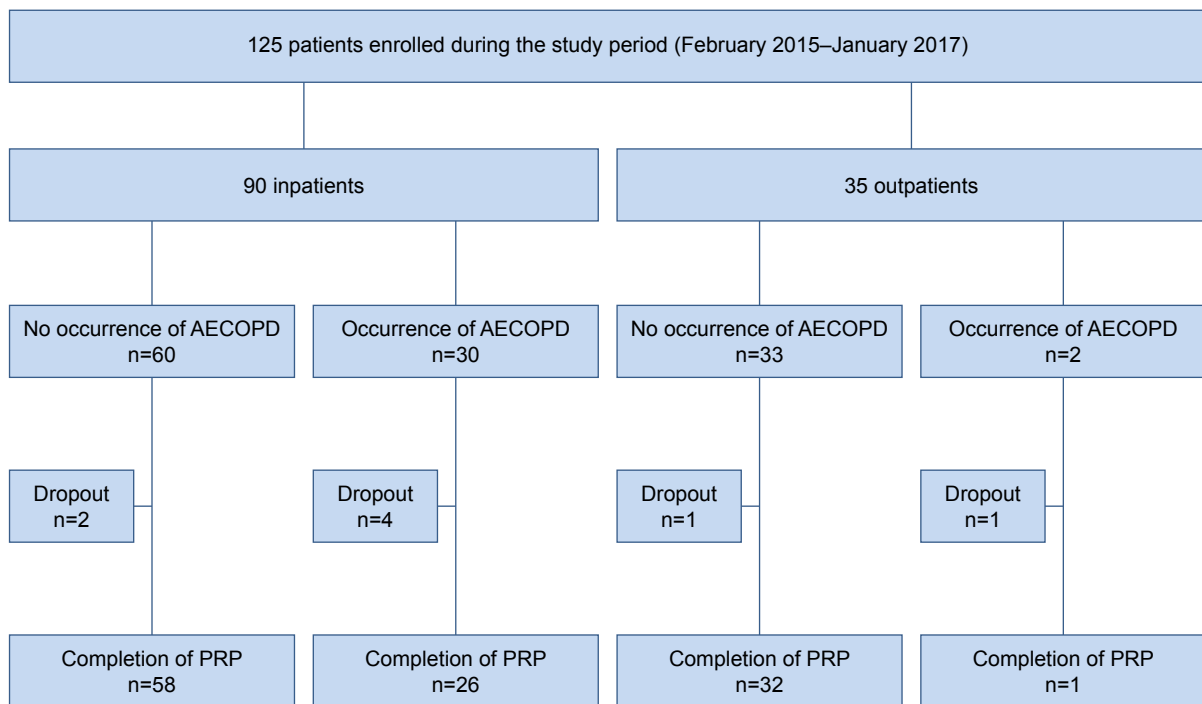 125 patients enrolled during the study period (February 2015–January 2017)
90 inpatients
35 outpatients
No occurrence of AECOPD
n=60
Occurrence of AECOPD
n=30
No occurrence of AECOPD
n=33
Occurrence of AECOPD
n=2
Dropout
n=2
Dropout
n=4
Dropout
n=1
Dropout
n=1
Completion of PRP
n=58
Completion of PRP
n=26
Completion of PRP
n=32
Completion of PRP
n=1